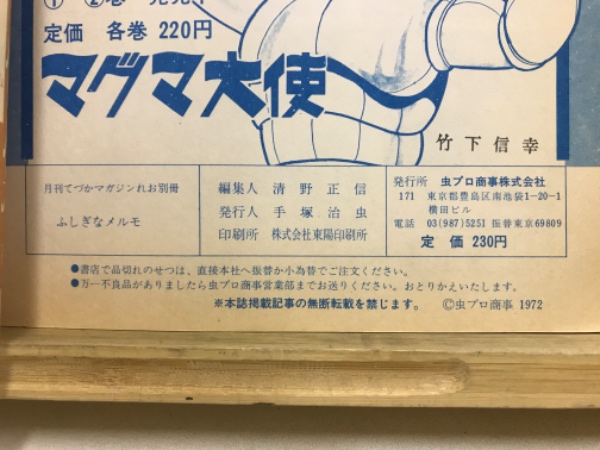 ①　②巻　発売中
定価　各巻 220円
マグマ大使
竹下信幸
月刊てづかマガジンれお別冊
ふしぎなメルモ
編集人　清野正信
発行人　手塚治虫
印刷所　株式会社東陽印刷所
発行所　虫プロ商事株式会社
171　東京都豊島区南池袋1-20-1
横田ビル
電話　03(987)5251 振替東京69809
定　価　230円
●書店で品切れのせつは、直接本社へ振替か小為替でご注文ください。
●万一不良品がありましたら虫プロ商事営業部までお送りください。おとりかえいたします。
※本誌掲載記事の無断転載を禁じます。　©虫プロ商事 1972